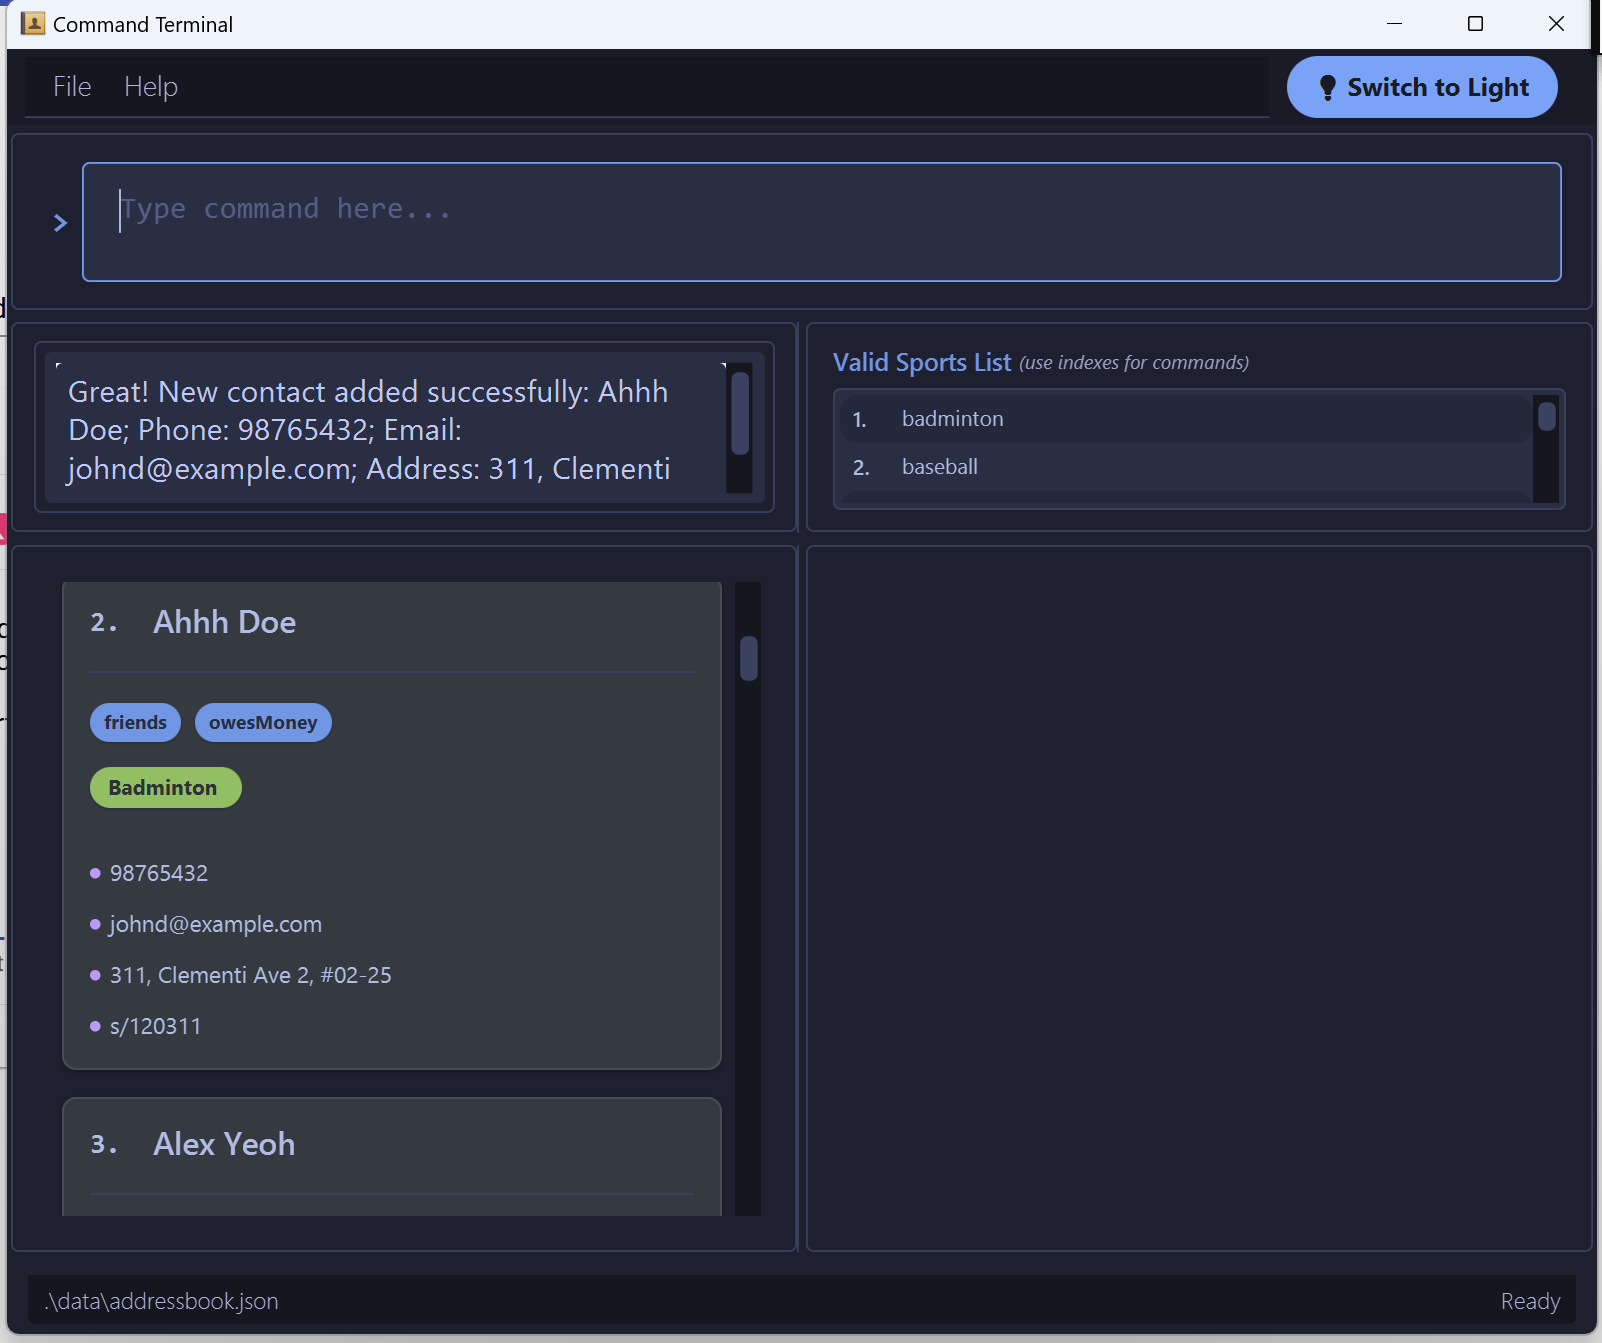 Command Terminal
File Help
Switch to Light
> Type command here...
Great! New contact added successfully: Ahhh
Doe; Phone: 98765432; Email:
johnd@example.com; Address: 311, Clementi
Valid Sports List (use indexes for commands)
1. badminton
2. baseball
2. Ahhh Doe
friends owesMoney
Badminton
98765432
johnd@example.com
311, Clementi Ave 2, #02-25
s/120311
3. Alex Yeoh
.\data\addressbook.json
Ready